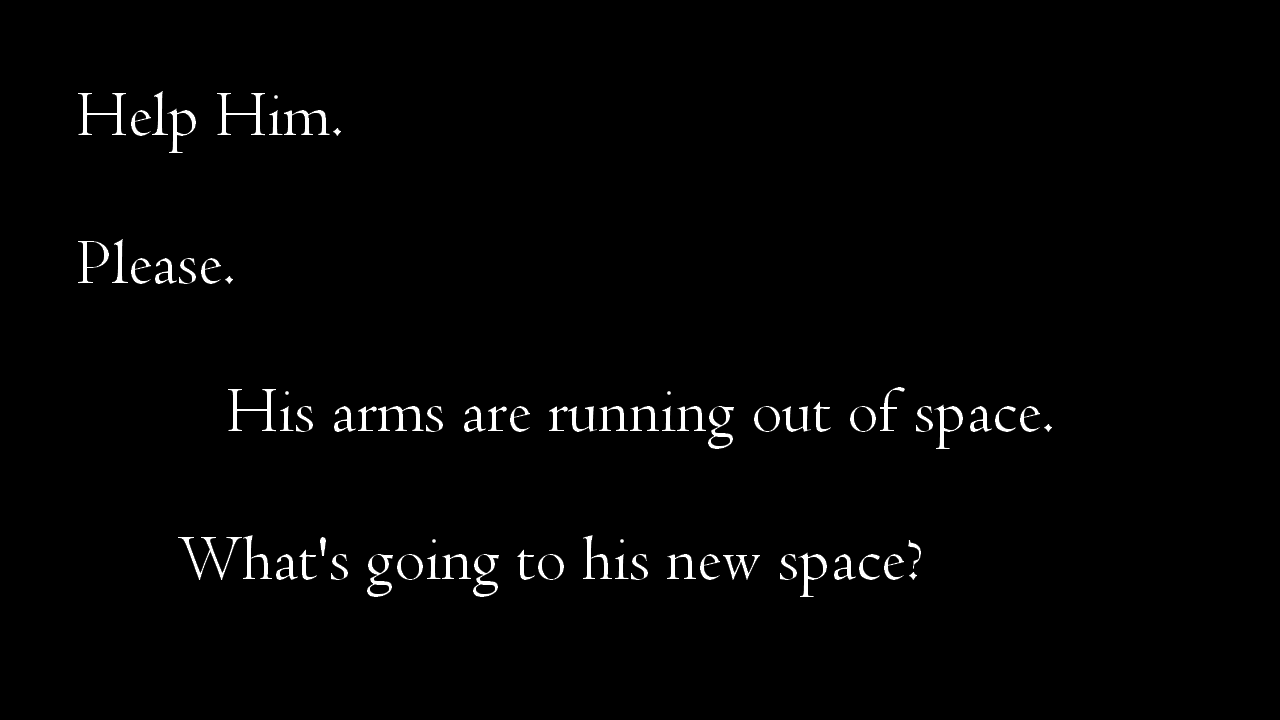 Help Him.
Please.
His arms are running out of space.
What's going to his new space?